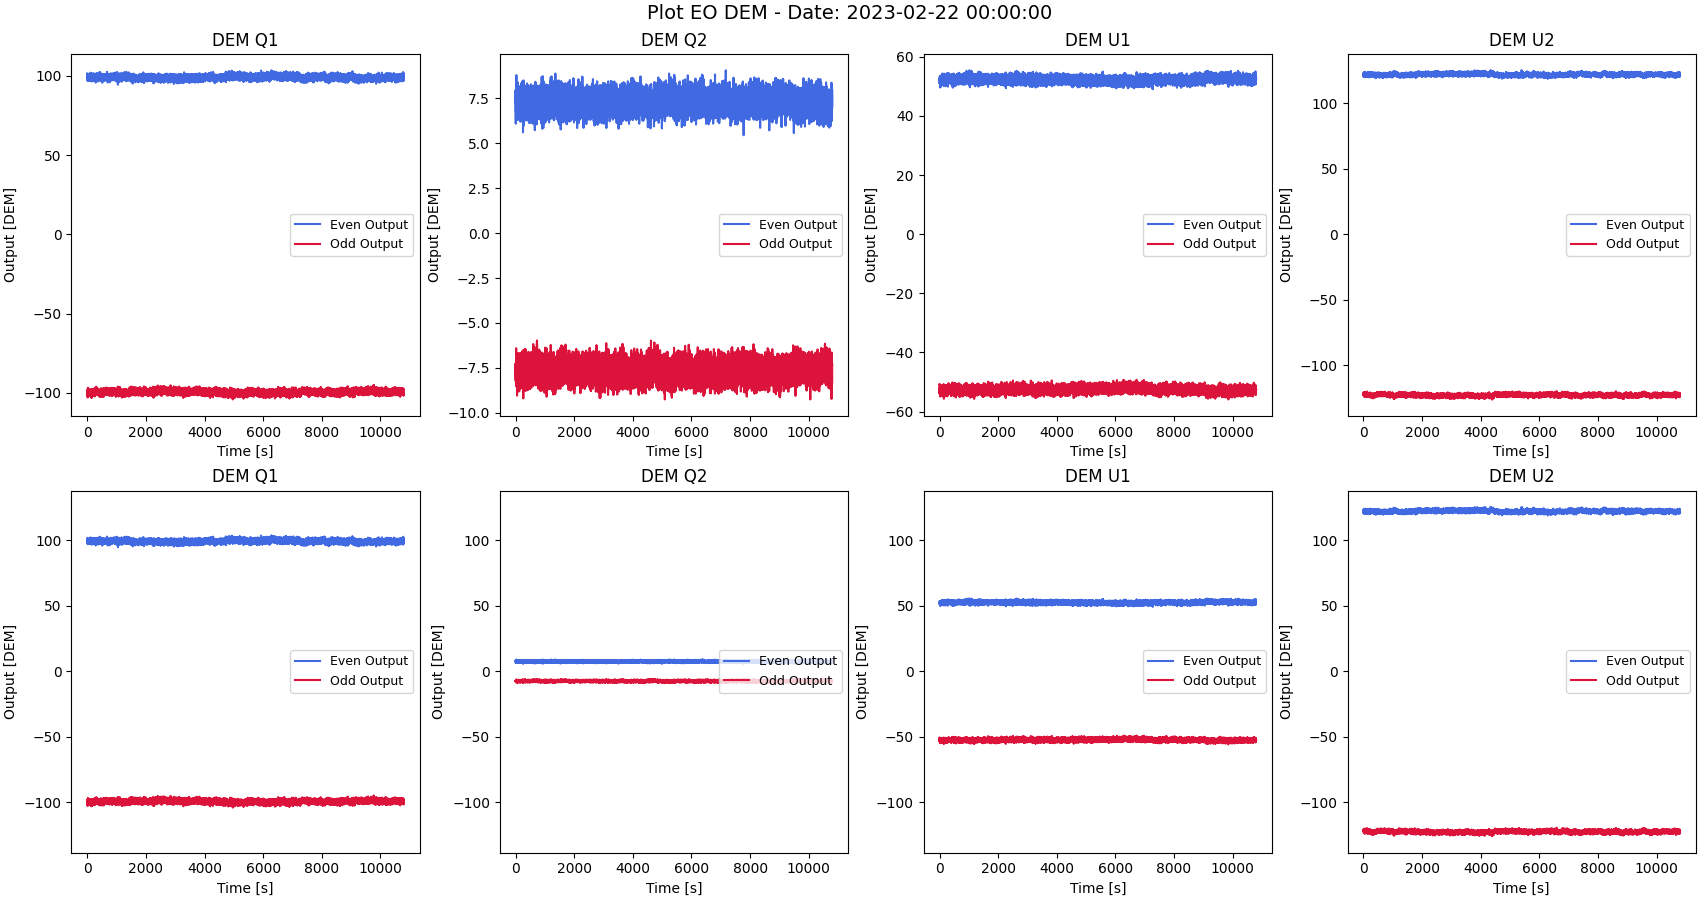 Plot EO DEM - Date: 2023-02-22 00:00:00
DEM Q1
Output [DEM]
100
50
0
−50
−100
Even Output
Odd Output
0 2000 4000 6000 8000 10000
Time [s]
DEM Q2
Output [DEM]
7.5
5.0
2.5
0.0
−2.5
−5.0
−7.5
−10.0
Even Output
Odd Output
0 2000 4000 6000 8000 10000
Time [s]
DEM U1
Output [DEM]
60
40
20
0
−20
−40
−60
Even Output
Odd Output
0 2000 4000 6000 8000 10000
Time [s]
DEM U2
Output [DEM]
100
50
0
−50
−100
Even Output
Odd Output
0 2000 4000 6000 8000 10000
Time [s]
DEM Q1
Output [DEM]
100
50
0
−50
−100
Even Output
Odd Output
0 2000 4000 6000 8000 10000
Time [s]
DEM Q2
Output [DEM]
100
50
0
−50
−100
Even Output
Odd Output
0 2000 4000 6000 8000 10000
Time [s]
DEM U1
Output [DEM]
100
50
0
−50
−100
Even Output
Odd Output
0 2000 4000 6000 8000 10000
Time [s]
DEM U2
Output [DEM]
100
50
0
−50
−100
Even Output
Odd Output
0 2000 4000 6000 8000 10000
Time [s]